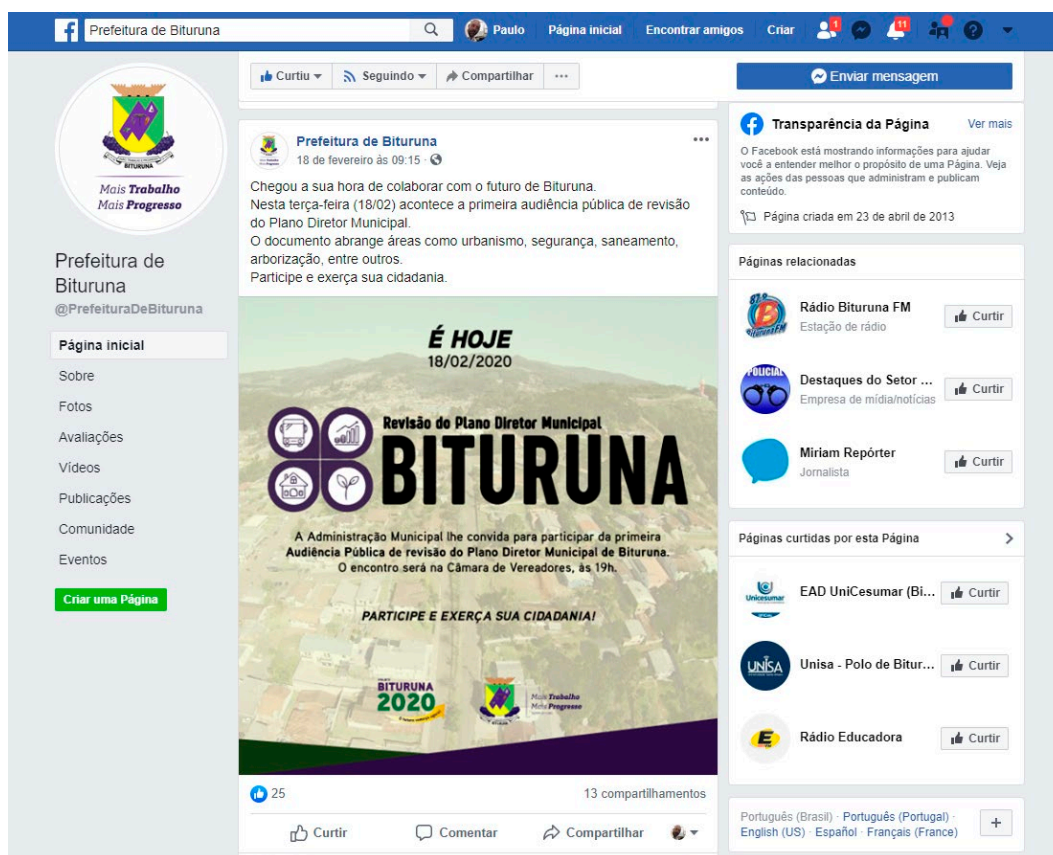 Prefeitura de Bituruna
Paulo
Página inicial
Encontrar amigos
Criar
1
11
Curtiu
Seguindo
Compartilhar
Enviar mensagem
BITURUNA
Mais Trabalho
Mais Progresso
Prefeitura de
Bituruna
@PrefeituraDeBituruna
Página inicial
Sobre
Fotos
Avaliações
Vídeos
Publicações
Comunidade
Eventos
Criar uma Página
Prefeitura de Bituruna
18 de fevereiro às 09:15 ·
Chegou a sua hora de colaborar com o futuro de Bituruna.
Nesta terça-feira (18/02) acontece a primeira audiência pública de revisão
do Plano Diretor Municipal.
O documento abrange áreas como urbanismo, segurança, saneamento,
arborização, entre outros.
Participe e exerça sua cidadania.
É HOJE
18/02/2020
Revisão do Plano Diretor Municipal
BITURUNA
A Administração Municipal lhe convida para participar da primeira
Audiência Pública de revisão do Plano Diretor Municipal de Bituruna.
O encontro será na Câmara de Vereadores, às 19h.
PARTICIPE E EXERÇA SUA CIDADANIA!
BITURUNA
2020
Mais Trabalho
Mais Progresso
25
13 compartilhamentos
Curtir
Comentar
Compartilhar
Transparência da Página
Ver mais
O Facebook está mostrando informações para ajudar
você a entender melhor o propósito de uma Página. Veja
as ações das pessoas que administram e publicam
conteúdo.
Página criada em 23 de abril de 2013
Páginas relacionadas
87.9
Bituruna FM
Rádio Bituruna FM
Estação de rádio
Curtir
POLICIAL
Destaques do Setor ...
Empresa de mídia/notícias
Curtir
Miriam Repórter
Jornalista
Curtir
Páginas curtidas por esta Página
Unicesumar
EAD UniCesumar (Bi...
Curtir
UNISA
Unisa - Polo de Bitur...
Curtir
E
Rádio Educadora
Curtir
Português (Brasil) · Português (Portugal) ·
English (US) · Español · Français (France)